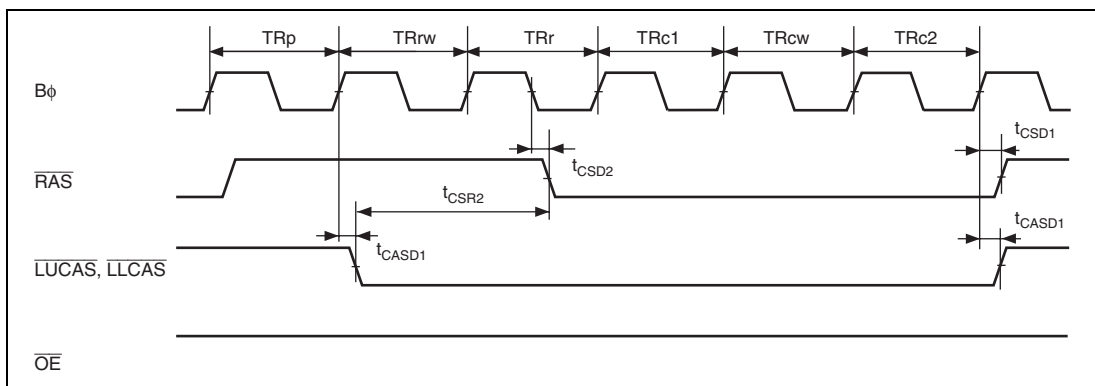 TRp TRrw TRr TRc1 TRcw TRc2
Bϕ
tCSD1
RAS
tCSD2
tCSR2
tCASD1
tCASD1
LUCAS, LLCAS
OE